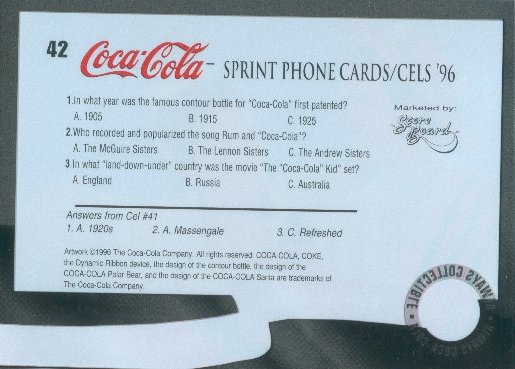 42 Coca-Cola™ SPRINT PHONE CARDS/CELS '96
1.In what year was the famous contour bottle for "Coca-Cola" first patented?
A. 1905 B. 1915 C. 1925
2.Who recorded and popularized the song Rum and "Coca-Cola"?
A. The McGuire Sisters B. The Lennon Sisters C. The Andrew Sisters
3.In what "land-down-under" country was the movie "The "Coca-Cola" Kid" set?
A. England B. Russia C. Australia
Marketed by:
Score
Board
Answers from Cel #41
1. A. 1920s 2. A. Massengale 3. C. Refreshed
Artwork ©1996 The Coca-Cola Company. All rights reserved. COCA-COLA, COKE,
the Dynamic Ribbon device, the design of the contour bottle, the design of the
COCA-COLA Polar Bear, and the design of the COCA-COLA Santa are trademarks of
The Coca-Cola Company.
WAYS COLLECTIBLE